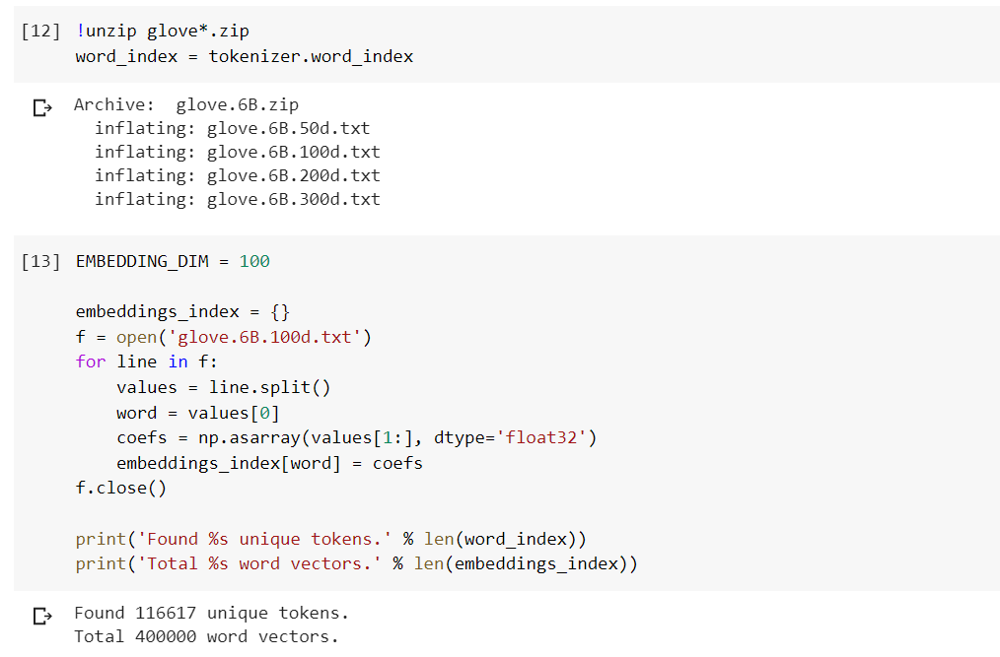 [12] !unzip glove*.zip
word_index = tokenizer.word_index
Archive:  glove.6B.zip
  inflating: glove.6B.50d.txt
  inflating: glove.6B.100d.txt
  inflating: glove.6B.200d.txt
  inflating: glove.6B.300d.txt
[13] EMBEDDING_DIM = 100
embeddings_index = {}
f = open('glove.6B.100d.txt')
for line in f:
    values = line.split()
    word = values[0]
    coefs = np.asarray(values[1:], dtype='float32')
    embeddings_index[word] = coefs
f.close()
print('Found %s unique tokens.' % len(word_index))
print('Total %s word vectors.' % len(embeddings_index))
Found 116617 unique tokens.
Total 400000 word vectors.